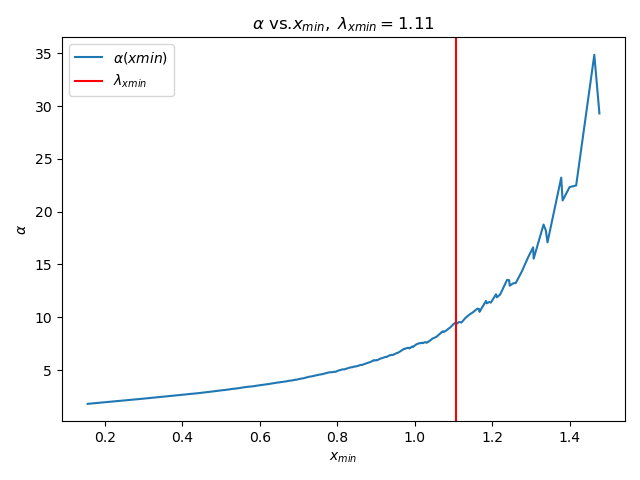 α vs.x_min, λ_xmin = 1.11
α(xmin)
λ_xmin
35
30
25
20
15
10
5
α
0.2 0.4 0.6 0.8 1.0 1.2 1.4
x_min